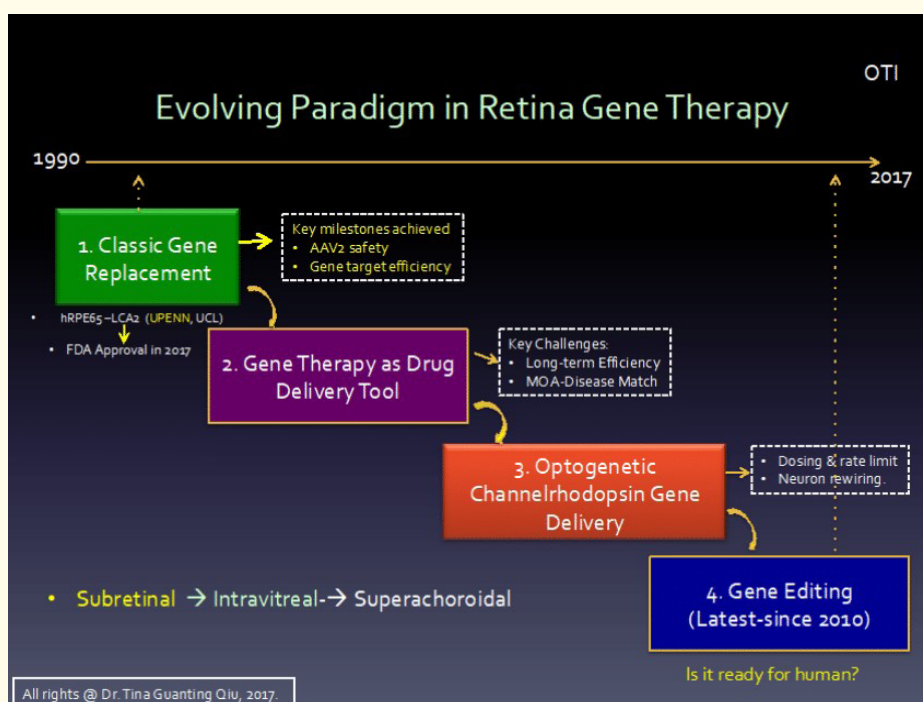 OTI
Evolving Paradigm in Retina Gene Therapy
1990
2017
1. Classic Gene
Replacement
Key milestones achieved
• AAV2 safety
• Gene target efficiency
• hRPE65–LCA2 (UPENN, UCL)
• FDA Approval in 2017
2. Gene Therapy as Drug
Delivery Tool
Key Challenges:
• Long-term Efficiency
• MOA-Disease Match
3. Optogenetic
Channelrhodopsin Gene
Delivery
• Dosing & rate limit
• Neuron rewiring.
4. Gene Editing
(Latest-since 2010)
Is it ready for human?
• Subretinal → Intravitreal-→ Superachoroidal
All rights @ Dr. Tina Guanting Qiu, 2017.